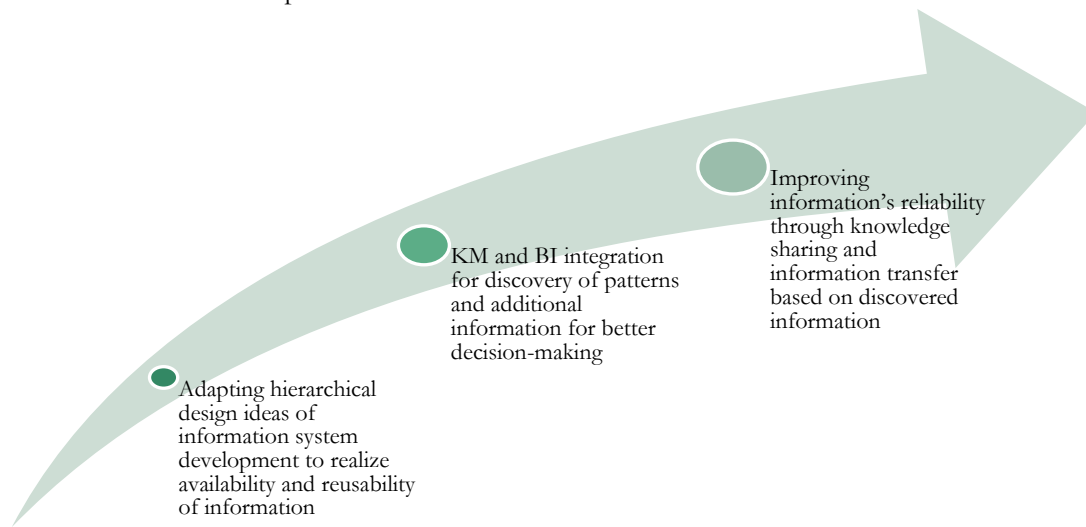 Improving
information’s reliability
through knowledge
sharing and
information transfer
based on discovered
information
KM and BI integration
for discovery of patterns
and additional
information for better
decision-making
Adapting hierarchical
design ideas of
information system
development to realize
availability and reusability
of information